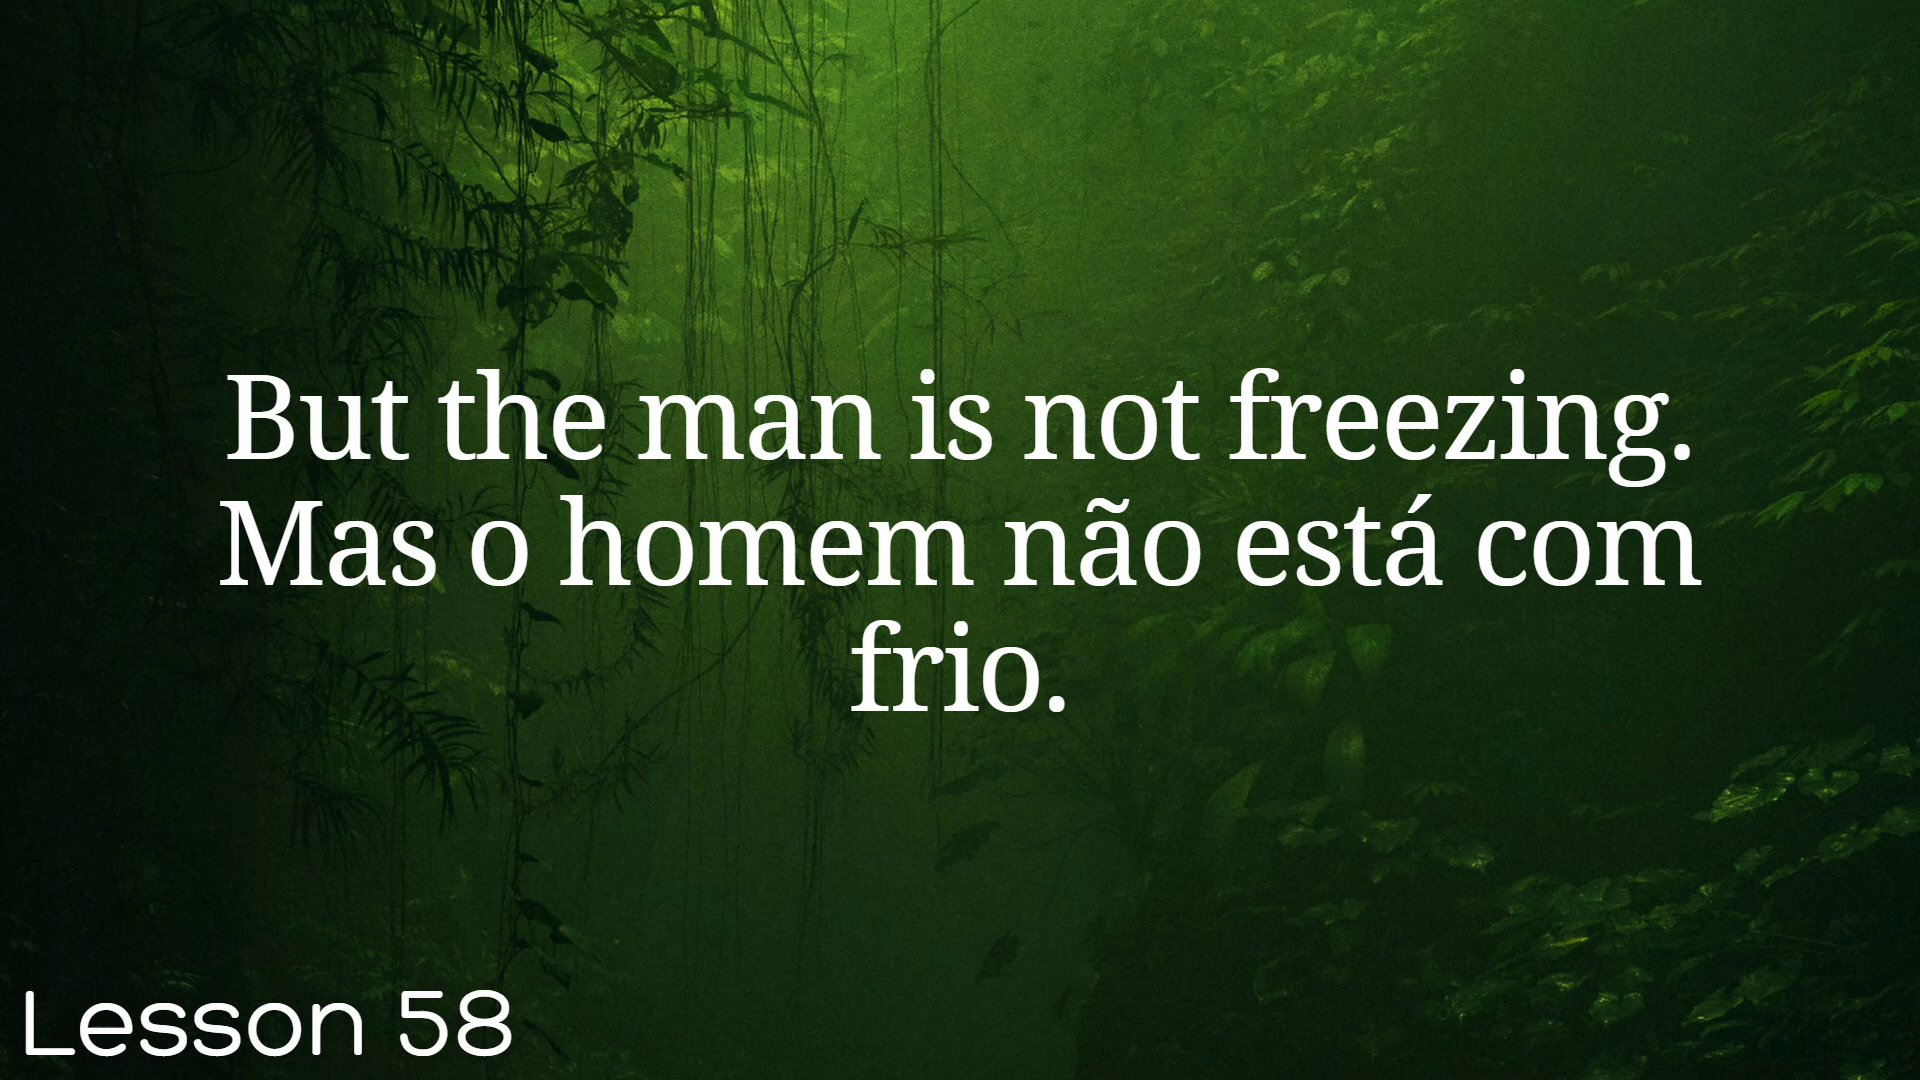 But the man is not freezing.
Mas o homem não está com
frio.
Lesson 58